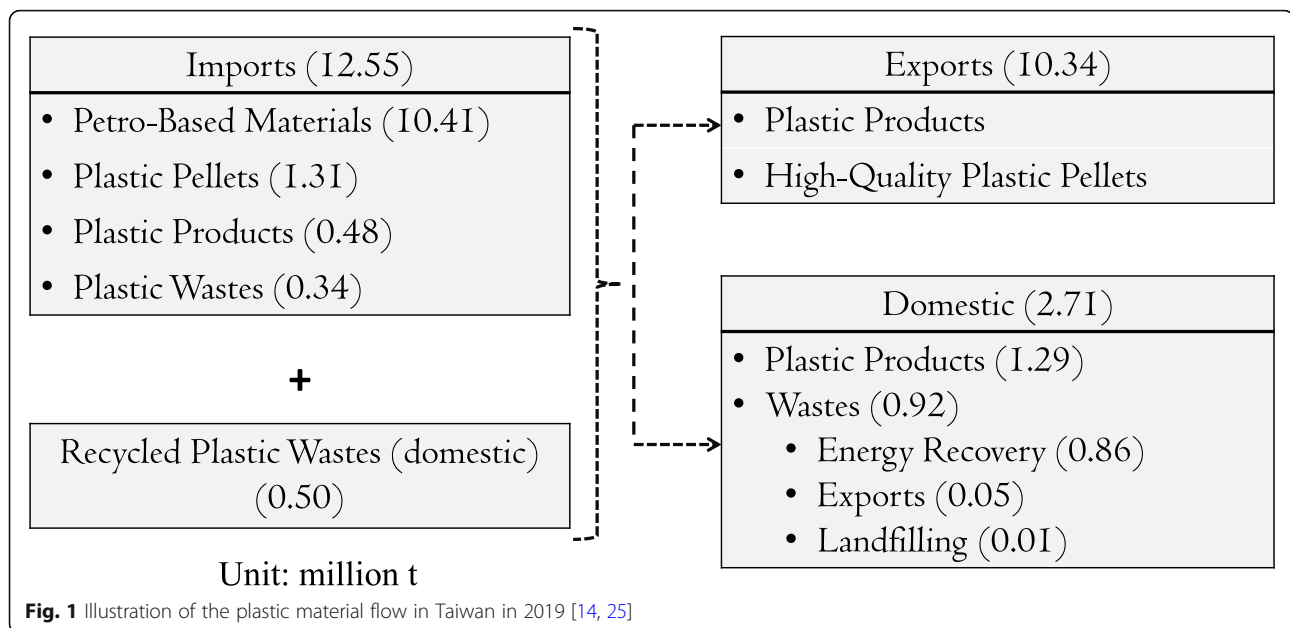 Imports (12.55)
• Petro-Based Materials (10.41)
• Plastic Pellets (1.31)
• Plastic Products (0.48)
• Plastic Wastes (0.34)
+
Recycled Plastic Wastes (domestic)
(0.50)
Unit: million t
Exports (10.34)
• Plastic Products
• High-Quality Plastic Pellets
Domestic (2.71)
• Plastic Products (1.29)
• Wastes (0.92)
• Energy Recovery (0.86)
• Exports (0.05)
• Landfilling (0.01)
Fig. 1 Illustration of the plastic material flow in Taiwan in 2019 [14, 25]